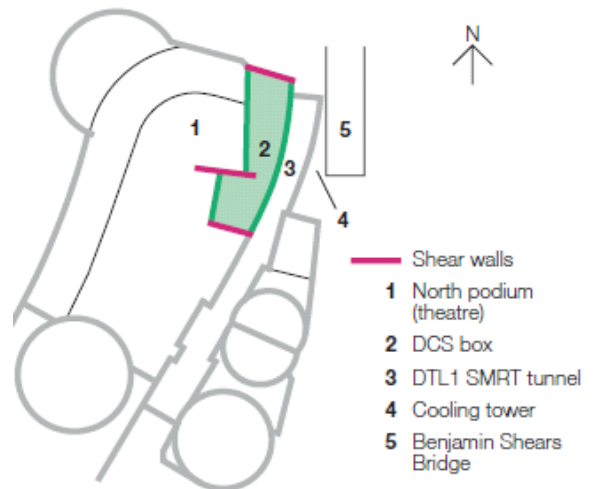 N
1
2
3
5
4
Shear walls
1 North podium
(theatre)
2 DCS box
3 DTL1 SMRT tunnel
4 Cooling tower
5 Benjamin Shears
Bridge